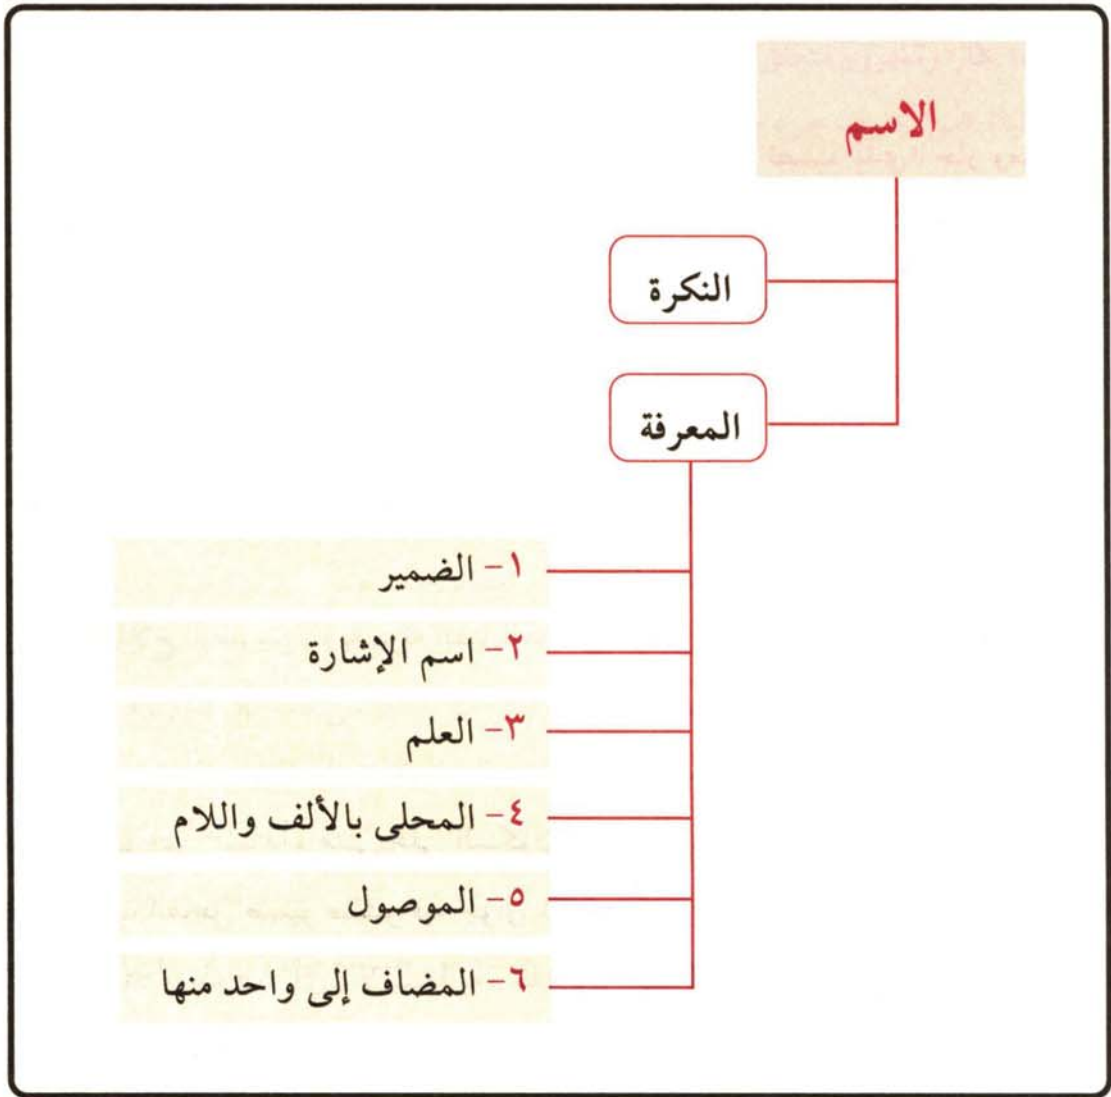 الاسم
النكرة
المعرفة
١- الضمير
٢- اسم الإشارة
٣- العلم
٤- المحلى بالألف واللام
٥- الموصول
٦- المضاف إلى واحد منها